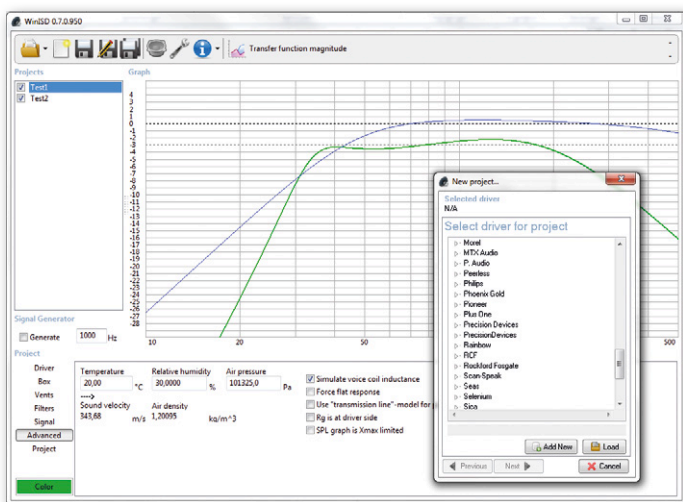 WinISD 0.7.0.950
Transfer function magnitude
Projects
Test1
Test2
Graph
4
3
2
1
0
-1
-2
-3
-4
-5
-6
-7
-8
-9
-10
-11
-12
-13
-14
-15
-16
-17
-18
-19
-20
-21
-22
-23
-24
-25
-26
-27
-28
10
20
50
500
Signal Generator
Generate
1000
Hz
Project
Driver
Box
Vents
Filters
Signal
Advanced
Project
Color
Temperature
20,00
°C
Relative humidity
30,0000
%
Air pressure
101325,0
Pa
---->
Sound velocity
343,68
m/s
Air density
1,20095
kg/m^3
Simulate voice coil inductance
Force flat response
Use "transmission line"-model for
Rg is at driver side
SPL graph is Xmax limited
New project...
Selected driver
N/A
Select driver for project
Morel
MTX Audio
P. Audio
Peerless
Philips
Phoenix Gold
Pioneer
Plus One
Precision Devices
PrecisionDevices
Rainbow
RCF
Rockford Fosgate
Scan-Speak
Seas
Selenium
Sica
Add New
Load
Previous
Next
Cancel